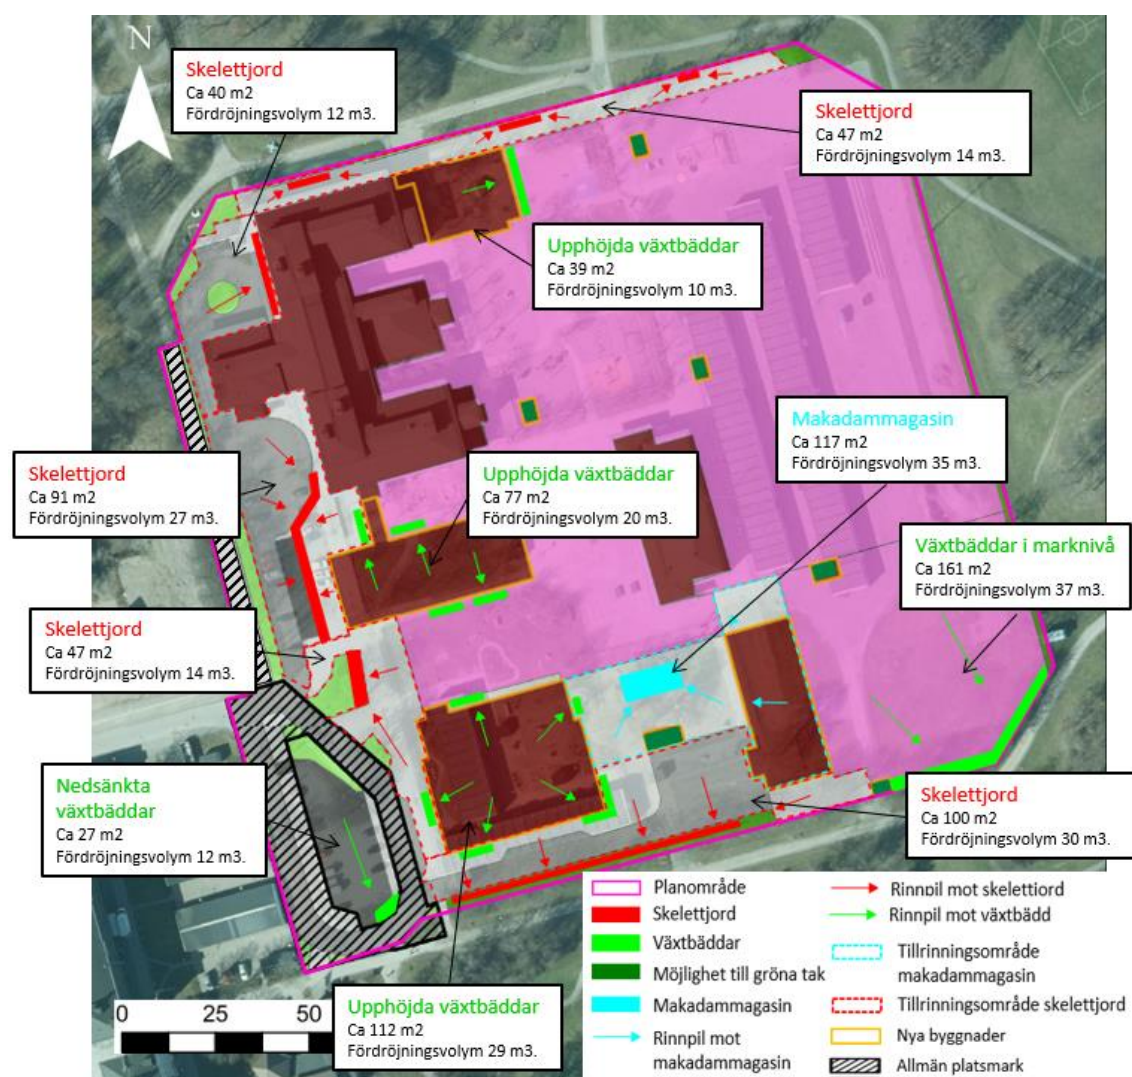 N
Skelettjord
Ca 40 m2
Fördröjningsvolym 12 m3.
Skelettjord
Ca 47 m2
Fördröjningsvolym 14 m3.
Upphöjda växtbäddar
Ca 39 m2
Fördröjningsvolym 10 m3.
Makadammagasin
Ca 117 m2
Fördröjningsvolym 35 m3.
Skelettjord
Ca 91 m2
Fördröjningsvolym 27 m3.
Upphöjda växtbäddar
Ca 77 m2
Fördröjningsvolym 20 m3.
Växtbäddar i marknivå
Ca 161 m2
Fördröjningsvolym 37 m3.
Skelettjord
Ca 47 m2
Fördröjningsvolym 14 m3.
Nedsänkta
växtbäddar
Ca 27 m2
Fördröjningsvolym 12 m3.
Skelettjord
Ca 100 m2
Fördröjningsvolym 30 m3.
Upphöjda växtbäddar
Ca 112 m2
Fördröjningsvolym 29 m3.
0 25 50
Planområde
Skelettjord
Växtbäddar
Möjlighet till gröna tak
Makadammagasin
Rinnpil mot
makadammagasin
Rinnpil mot skelettiord
Rinnpil mot växtbädd
Tillrinningsområde
makadammagasin
Tillrinningsområde skelettjord
Nya byggnader
Allmän platsmark